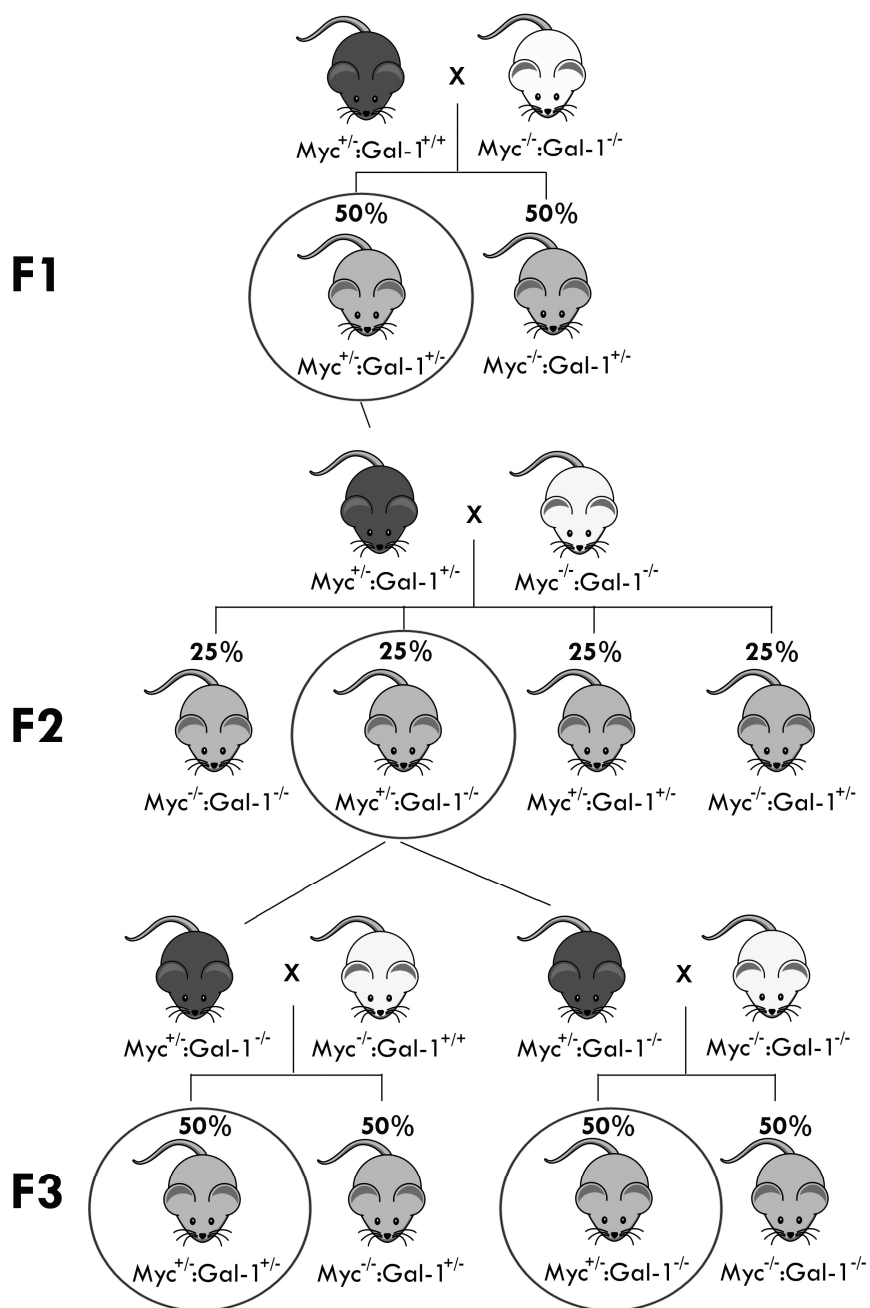 X
Myc+/-:Gal-1+/+ Myc-/-:Gal-1-/-
50% 50%
F1
Myc+/-:Gal-1+/- Myc-/-:Gal-1+/-
X
Myc+/-:Gal-1+/- Myc-/-:Gal-1-/-
25% 25% 25% 25%
F2
Myc-/-:Gal-1-/- Myc+/-:Gal-1-/- Myc+/-:Gal-1+/- Myc-/-:Gal-1+/-
X X
Myc+/-:Gal-1-/- Myc-/-:Gal-1+/+ Myc+/-:Gal-1-/- Myc-/-:Gal-1-/-
50% 50% 50% 50%
F3
Myc+/-:Gal-1+/- Myc-/-:Gal-1+/- Myc+/-:Gal-1-/- Myc-/-:Gal-1-/-